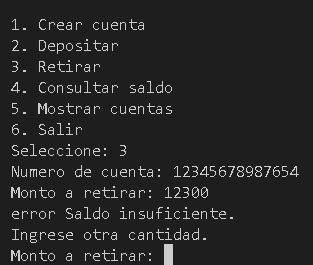 1. Crear cuenta
2. Depositar
3. Retirar
4. Consultar saldo
5. Mostrar cuentas
6. Salir
Seleccione: 3
Numero de cuenta: 12345678987654
Monto a retirar: 12300
error Saldo insuficiente.
Ingrese otra cantidad.
Monto a retirar: